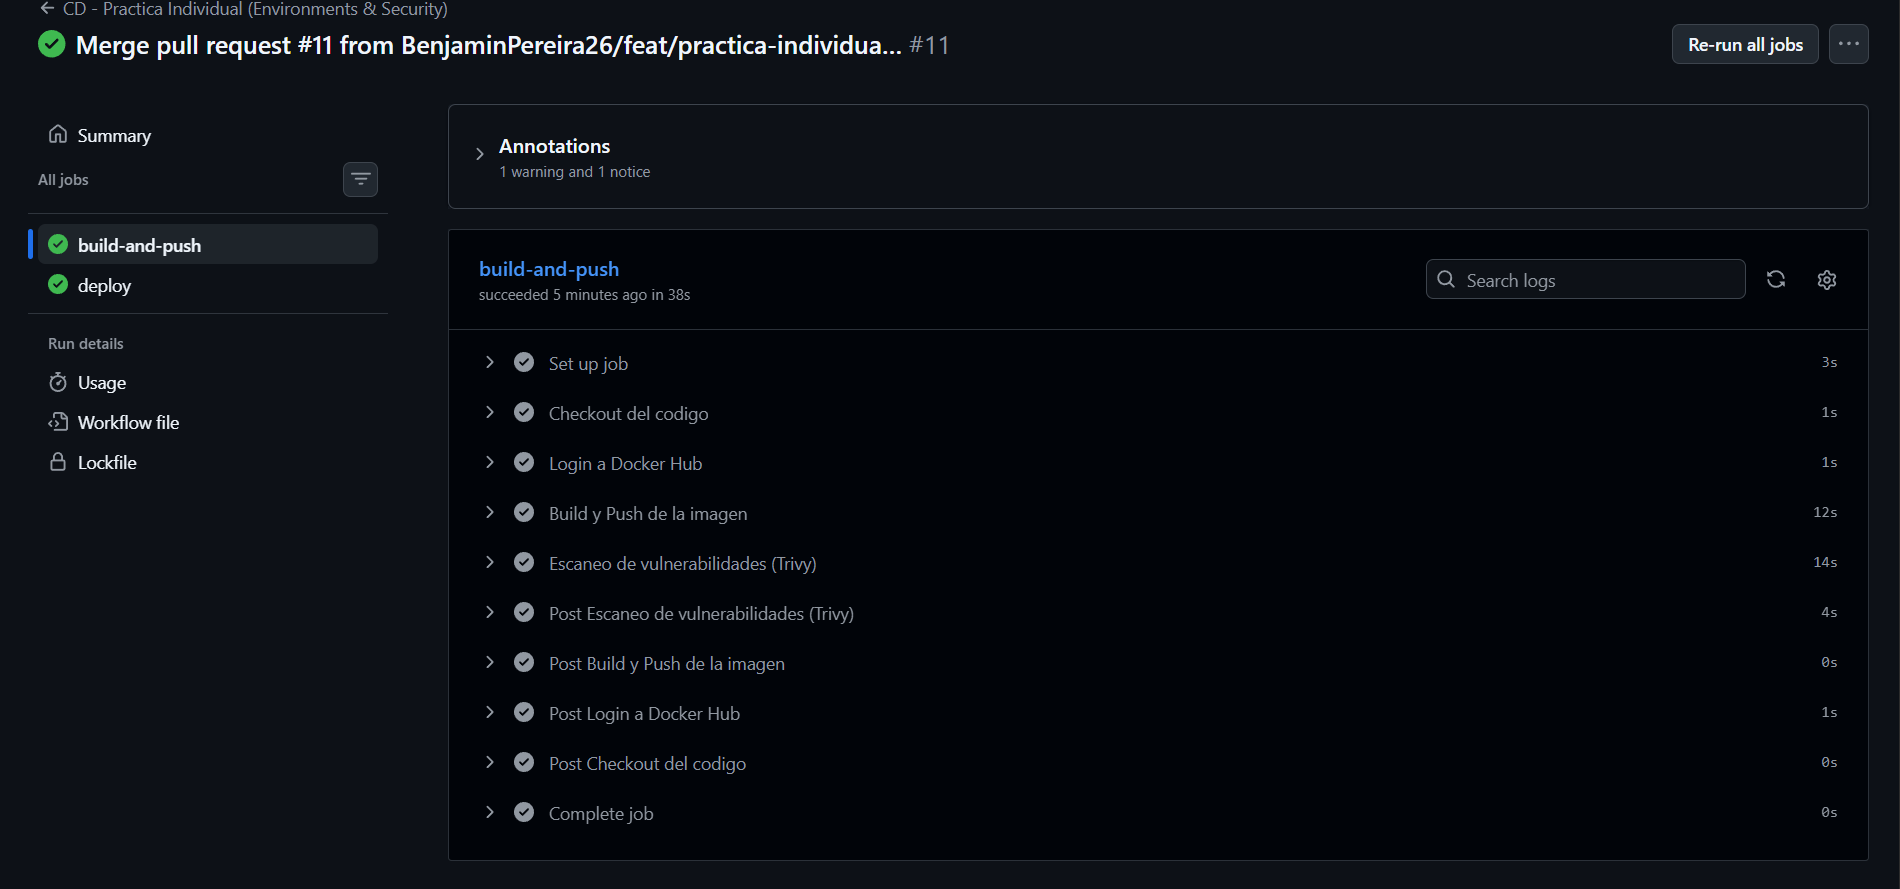 CD - Practica Individual (Environments & Security)
Merge pull request #11 from BenjaminPereira26/feat/practica-individua... #11
Re-run all jobs
Summary
All jobs
build-and-push
deploy
Run details
Usage
Workflow file
Lockfile
Annotations
1 warning and 1 notice
build-and-push
succeeded 5 minutes ago in 38s
Search logs
Set up job 3s
Checkout del codigo 1s
Login a Docker Hub 1s
Build y Push de la imagen 12s
Escaneo de vulnerabilidades (Trivy) 14s
Post Escaneo de vulnerabilidades (Trivy) 4s
Post Build y Push de la imagen 0s
Post Login a Docker Hub 1s
Post Checkout del codigo 0s
Complete job 0s